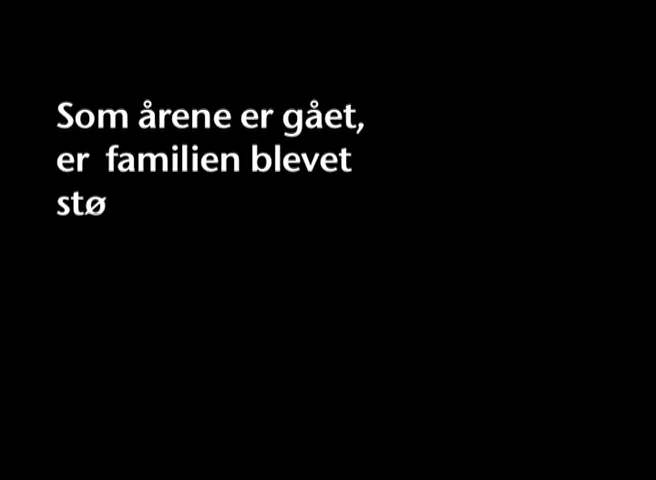 Som årene er gået,
er  familien blevet
stø